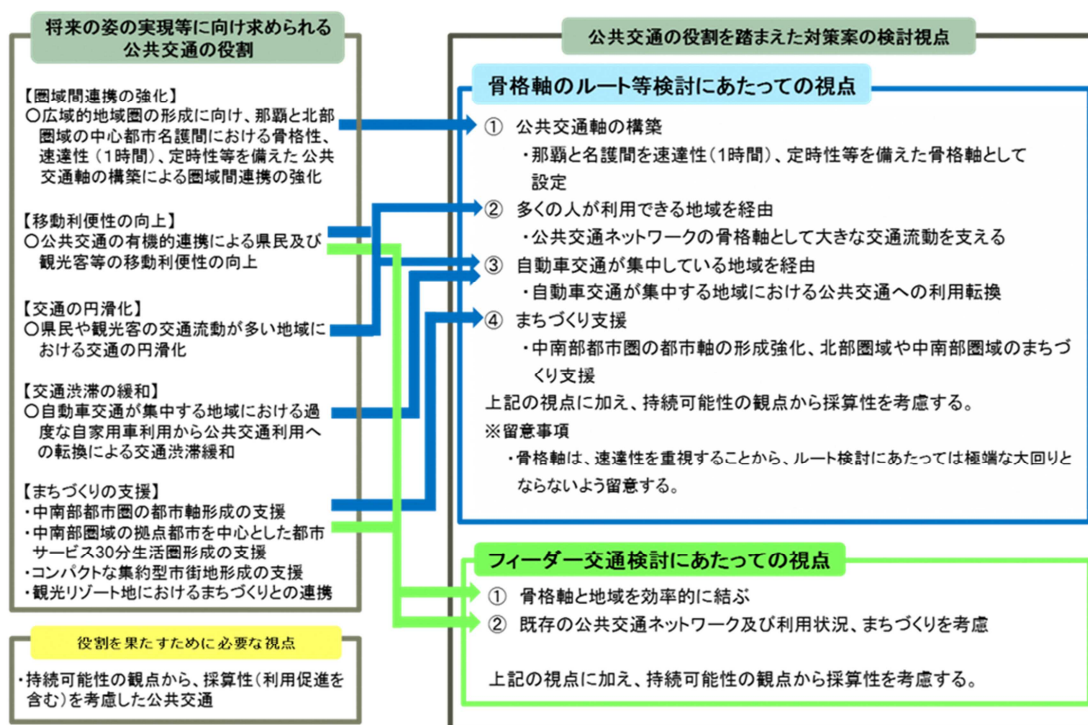 将来の姿の実現等に向け求められる
公共交通の役割
【圏域間連携の強化】
〇広域的地域圏の形成に向け、那覇と北部
圏域の中心都市名護間における骨格性、
速達性（1時間）、定時性等を備えた公共
交通軸の構築による圏域間連携の強化
【移動利便性の向上】
〇公共交通の有機的連携による県民及び
観光客等の移動利便性の向上
【交通の円滑化】
〇県民や観光客の交通流動が多い地域に
おける交通の円滑化
【交通渋滞の緩和】
〇自動車交通が集中する地域における過
度な自家用車利用から公共交通利用へ
の転換による交通渋滞緩和
【まちづくりの支援】
・中南部都市圏の都市軸形成の支援
・中南部圏域の拠点都市を中心とした都市
サービス30分生活圏形成の支援
・コンパクトな集約型市街地形成の支援
・観光リゾート地におけるまちづくりとの連携
役割を果たすために必要な視点
・持続可能性の観点から、採算性（利用促進を
含む）を考慮した公共交通
公共交通の役割を踏まえた対策案の検討視点
骨格軸のルート等検討にあたっての視点
① 公共交通軸の構築
・那覇と名護間を速達性（1時間）、定時性等を備えた骨格軸として
設定
② 多くの人が利用できる地域を経由
・公共交通ネットワークの骨格軸として大きな交通流動を支える
③ 自動車交通が集中している地域を経由
・自動車交通が集中する地域における公共交通への利用転換
④ まちづくり支援
・中南部都市圏の都市軸の形成強化、北部圏域や中南部圏域のまちづ
くり支援
上記の視点に加え、持続可能性の観点から採算性を考慮する。
※留意事項
・骨格軸は、速達性を重視することから、ルート検討にあたっては極端な大回りと
ならないよう留意する。
フィーダー交通検討にあたっての視点
① 骨格軸と地域を効率的に結ぶ
② 既存の公共交通ネットワーク及び利用状況、まちづくりを考慮
上記の視点に加え、持続可能性の観点から採算性を考慮する。